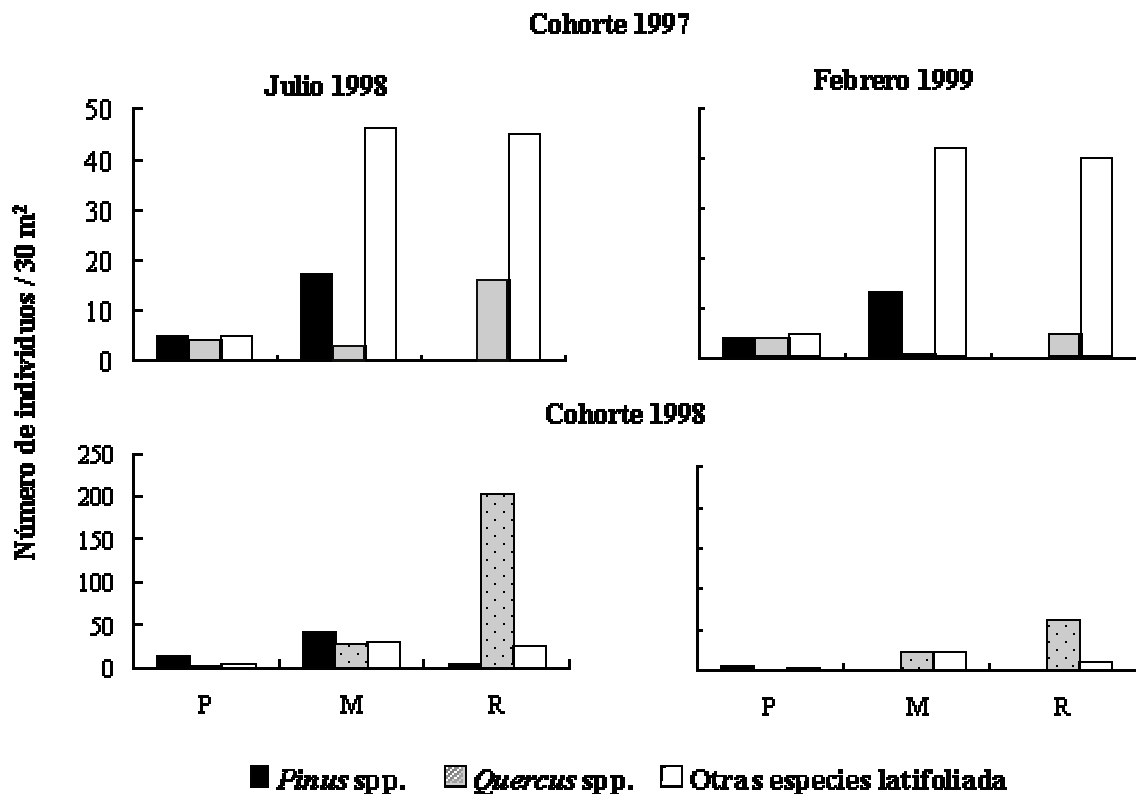 Cohorte 1997
Julio 1998
Febrero 1999
Número de individuos / 30 m²
50
40
30
20
10
0
Cohorte 1998
250
200
150
100
50
0
P M R
P M R
Pinus spp. Quercus spp. Otras especies latifoliada